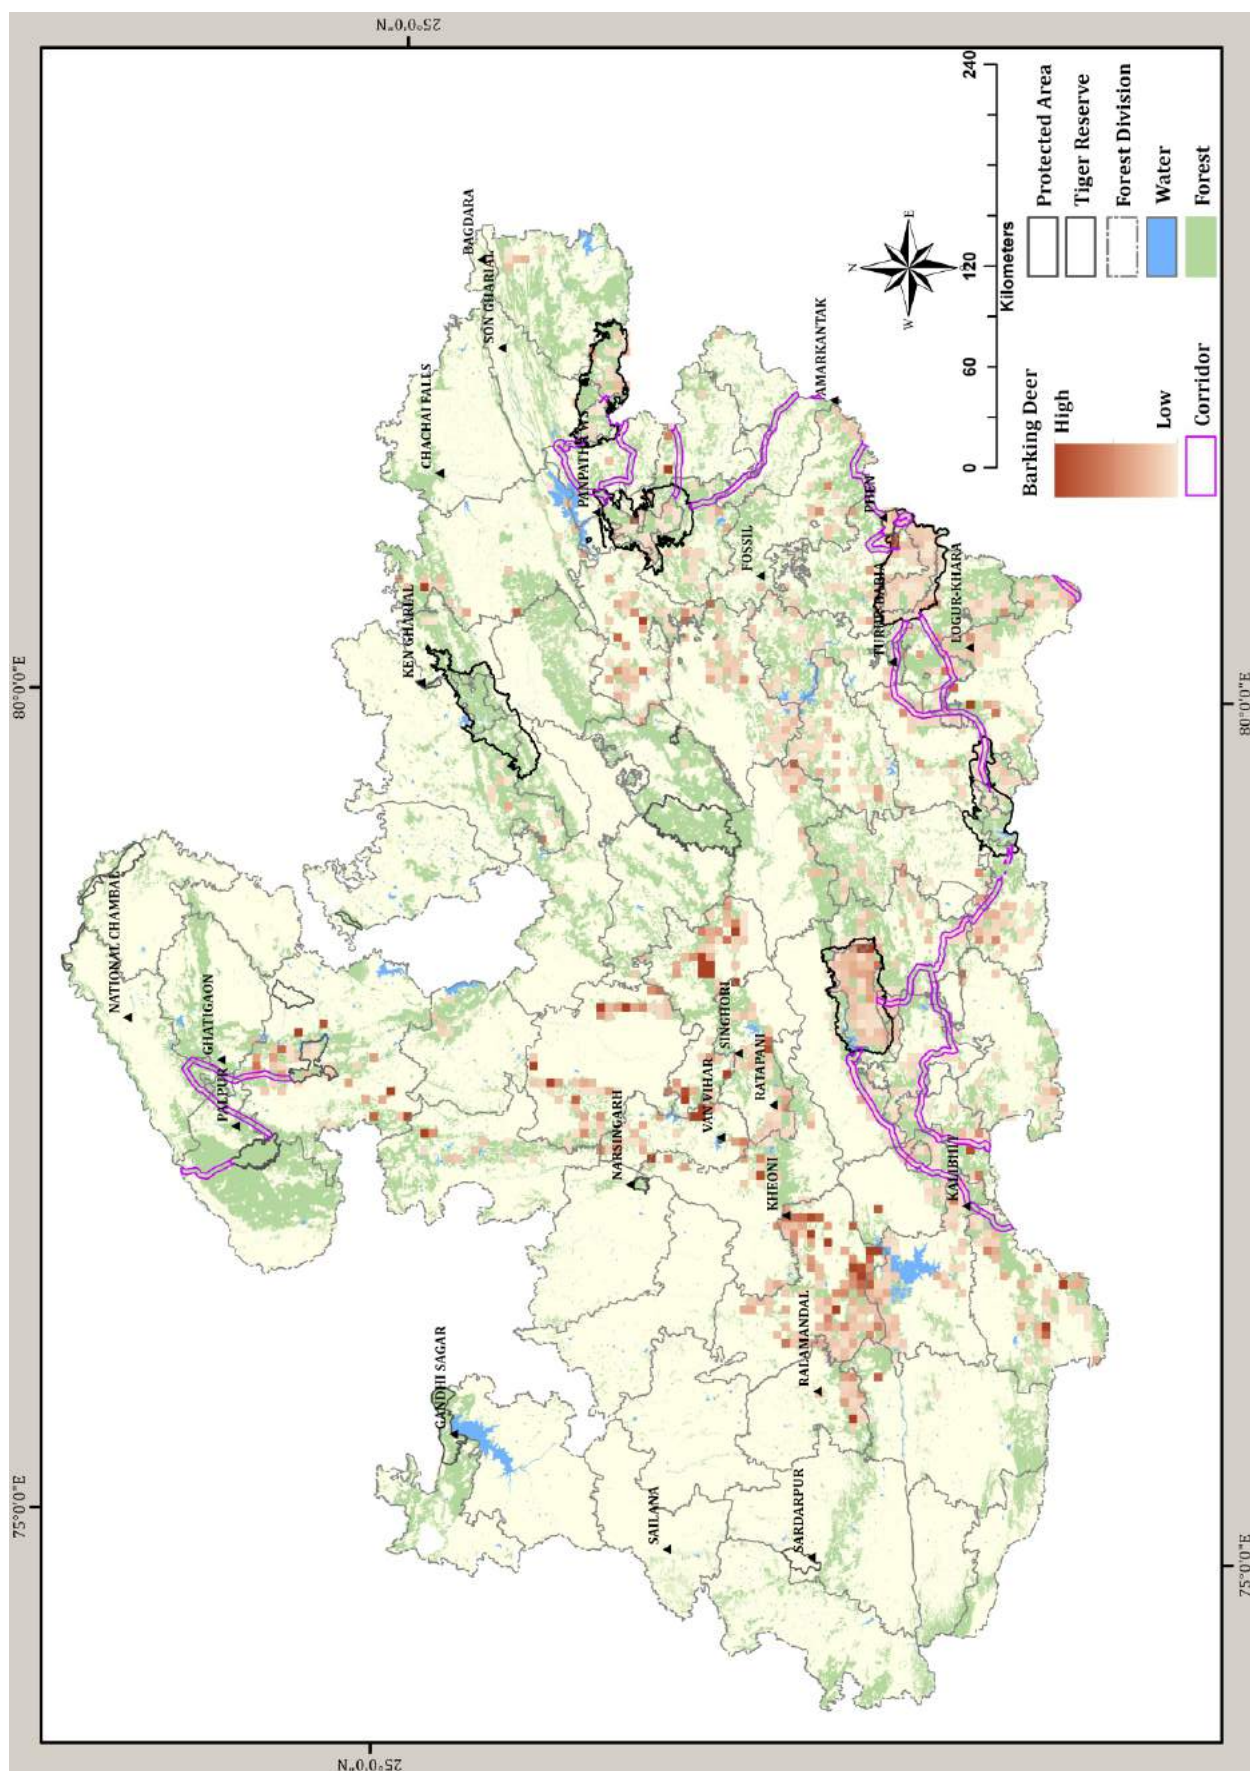 75°0'0"E
80°0'0"E
25°0'0"N
25°0'0"N
75°0'0"E
80°0'0"E
NATIONAL CHAMBAL
GHATIGAON
PALPUR
GANDHI SAGAR
KEN GHARIAL
CHACHAI FALLS
BAGDARA
SON GHARIAL
PANPATHA WS
NARSINGARH
SAILANA
VAN VIHAR
SINGHORI
RATAPANI
KHEONI
RALAMANDAL
SARDARPUR
FOSSIL
AMARKANTAK
PHEN
LOGUR-KHARA
KALIBHIT
N
E
W
0
60
120
240
Kilometers
Barking Deer
High
Low
Corridor
Protected Area
Tiger Reserve
Forest Division
Water
Forest